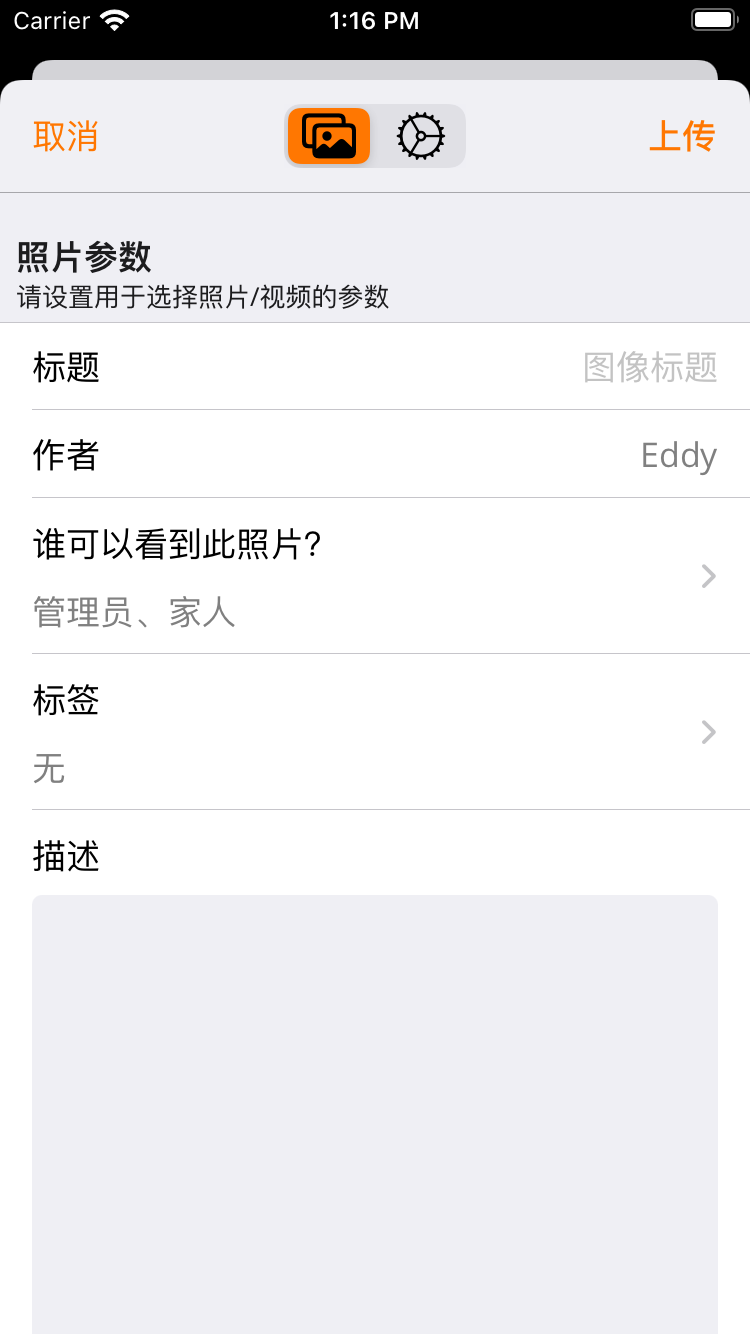 Carrier 1:16 PM
取消 上传
照片参数
请设置用于选择照片/视频的参数
标题 图像标题
作者 Eddy
谁可以看到此照片?
管理员、家人
标签
无
描述